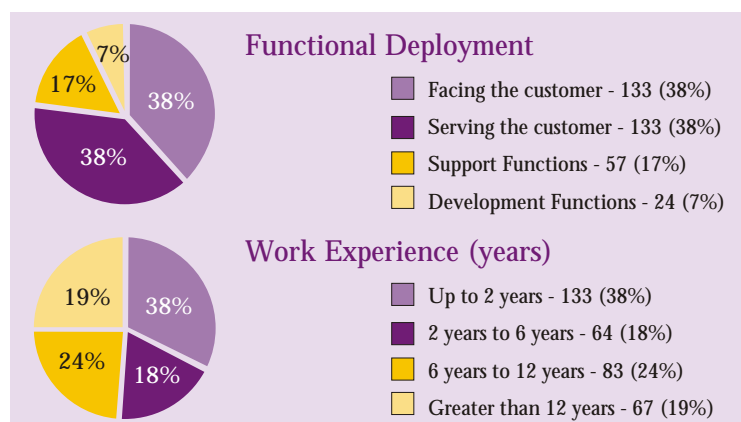 Functional Deployment
7%
17%
38%
38%
Facing the customer - 133 (38%)
Serving the customer - 133 (38%)
Support Functions - 57 (17%)
Development Functions - 24 (7%)
Work Experience (years)
19%
38%
24%
18%
Up to 2 years - 133 (38%)
2 years to 6 years - 64 (18%)
6 years to 12 years - 83 (24%)
Greater than 12 years - 67 (19%)